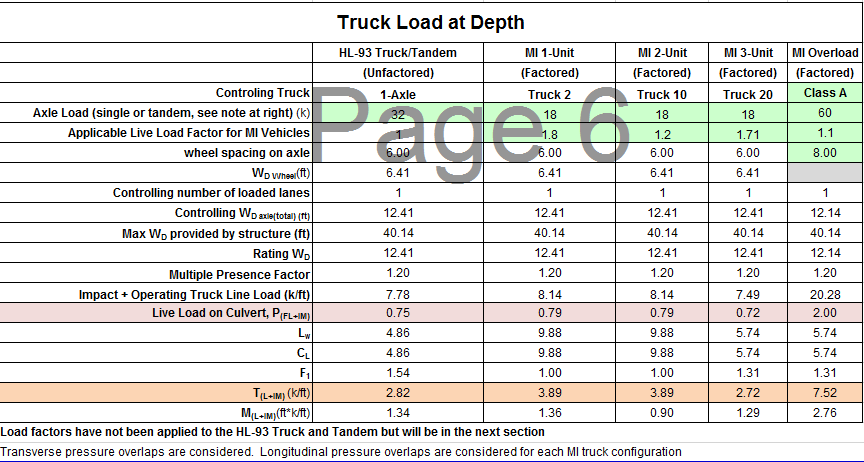 Truck Load at Depth
HL-93 Truck/Tandem MI 1-Unit MI 2-Unit MI 3-Unit MI Overload
(Unfactored) (Factored) (Factored) (Factored) (Factored)
Controling Truck 1-Axle Truck 2 Truck 10 Truck 20 Class A
Axle Load (single or tandem, see note at right) (k) 32 18 18 18 60
Applicable Live Load Factor for MI Vehicles 1 1.8 1.2 1.71 1.1
wheel spacing on axle 6.00 6.00 6.00 6.00 8.00
WD Wheel(ft) 6.41 6.41 6.41 6.41
Controlling number of loaded lanes 1 1 1 1 1
Controlling WD axle(total) (ft) 12.41 12.41 12.41 12.41 12.14
Max WD provided by structure (ft) 40.14 40.14 40.14 40.14 40.14
Rating WD 12.41 12.41 12.41 12.41 12.14
Multiple Presence Factor 1.20 1.20 1.20 1.20 1.20
Impact + Operating Truck Line Load (k/ft) 7.78 8.14 8.14 7.49 20.28
Live Load on Culvert, P(FL+IM) 0.75 0.79 0.79 0.72 2.00
Lw 4.86 9.88 9.88 5.74 5.74
CL 4.86 9.88 9.88 5.74 5.74
F1 1.54 1.00 1.00 1.31 1.31
T(L+IM) (k/ft) 2.82 3.89 3.89 2.72 7.52
M(L+IM)(ft*k/ft) 1.34 1.36 0.90 1.29 2.76
Load factors have not been applied to the HL-93 Truck and Tandem but will be in the next section
Transverse pressure overlaps are considered. Longitudinal pressure overlaps are considered for each MI truck configuration
Page 6